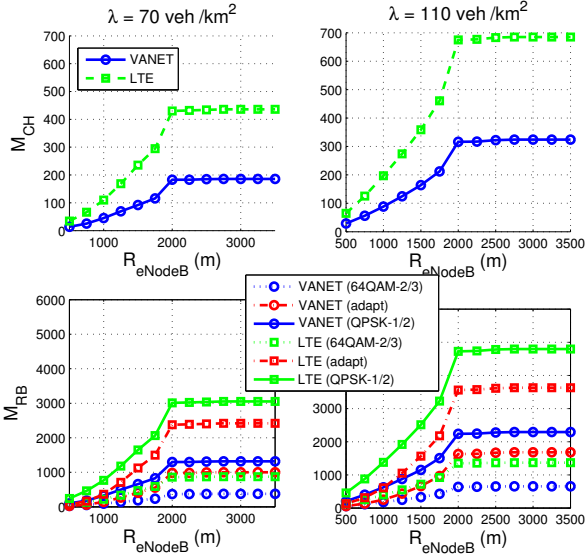 λ = 70 veh /km²
λ = 110 veh /km²
700
600
500
400
300
200
100
0
M_CH
VANET
LTE
1000
2000
3000
R_eNodeB (m)
700
600
500
400
300
200
100
0
500
1000
1500
2000
2500
3000
3500
R_eNodeB (m)
VANET (64QAM-2/3)
VANET (adapt)
VANET (QPSK-1/2)
LTE (64QAM-2/3)
LTE (adapt)
LTE (QPSK-1/2)
6000
5000
4000
3000
2000
1000
0
M_RB
1000
2000
3000
R_eNodeB (m)
3000
2000
1000
0
500
1000
1500
2000
2500
3000
3500
R_eNodeB (m)